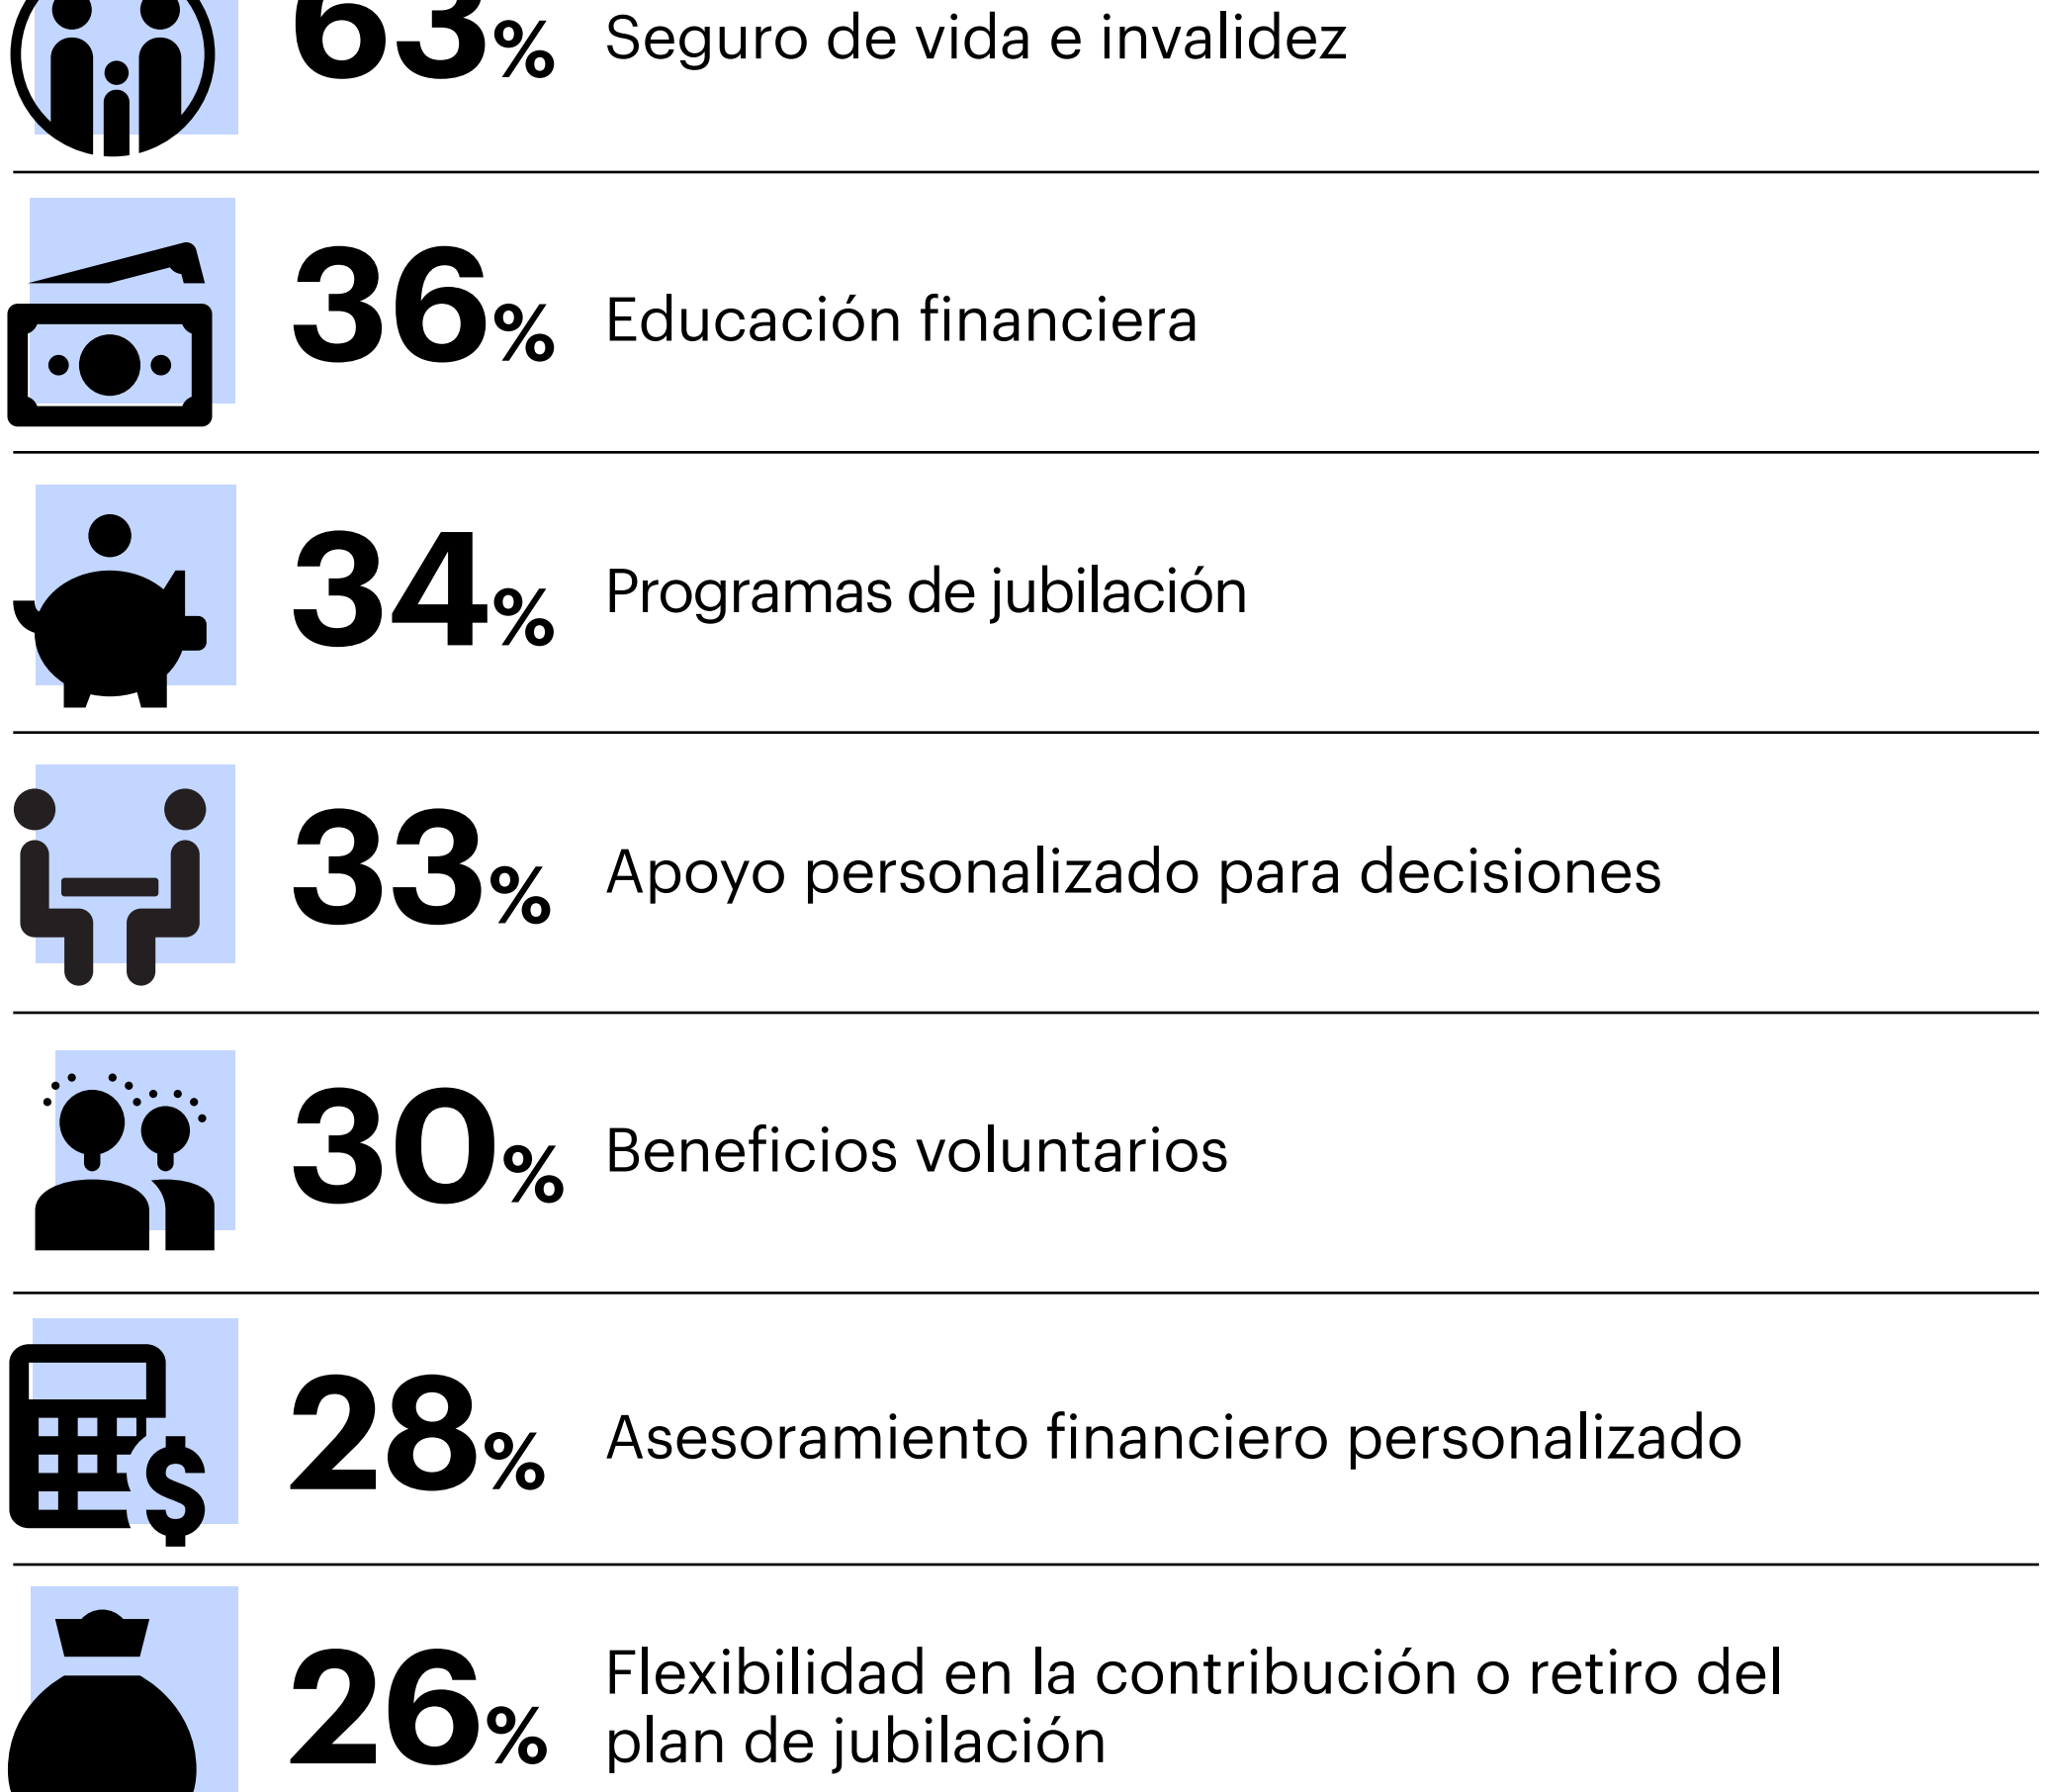 63% Seguro de vida e invalidez
36% Educación financiera
34% Programas de jubilación
33% Apoyo personalizado para decisiones
30% Beneficios voluntarios
28% Asesoramiento financiero personalizado
26% Flexibilidad en la contribución o retiro del
plan de jubilación